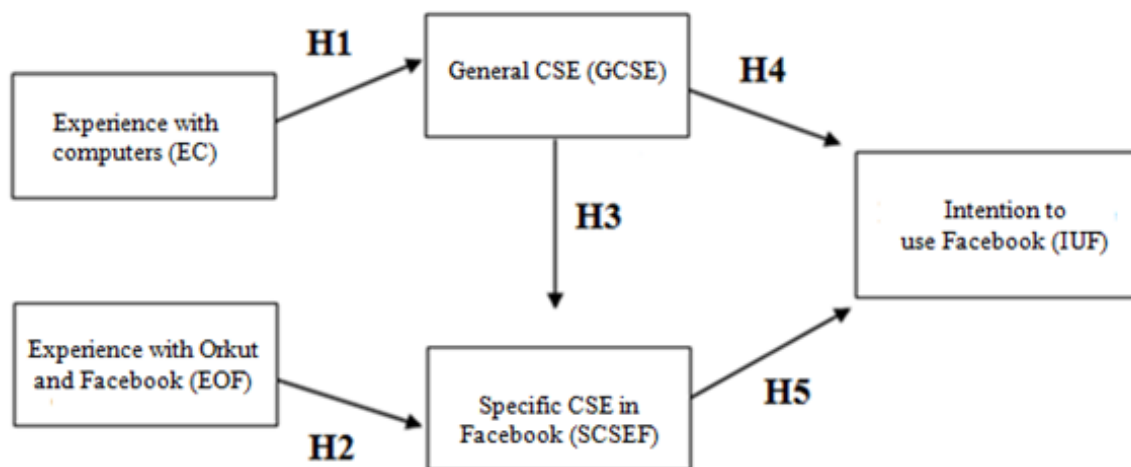 H1
General CSE (GCSE)
H4
Experience with
computers (EC)
H3
Intention to
use Facebook (IUF)
Experience with Orkut
and Facebook (EOF)
H2
Specific CSE in
Facebook (SCSEF)
H5